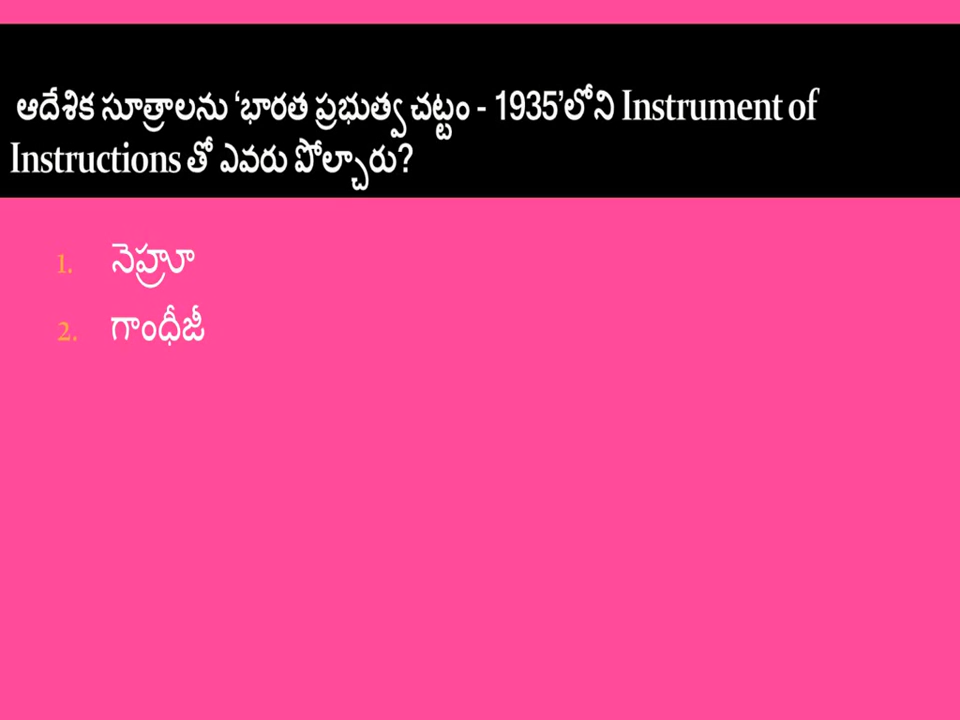 ఆదేశిక సూత్రాలను ‘భారత ప్రభుత్వ చట్టం - 1935’లోని Instrument of
Instructions తో ఎవరు పోల్చారు?
1. నెహ్రూ
2. గాంధీజీ